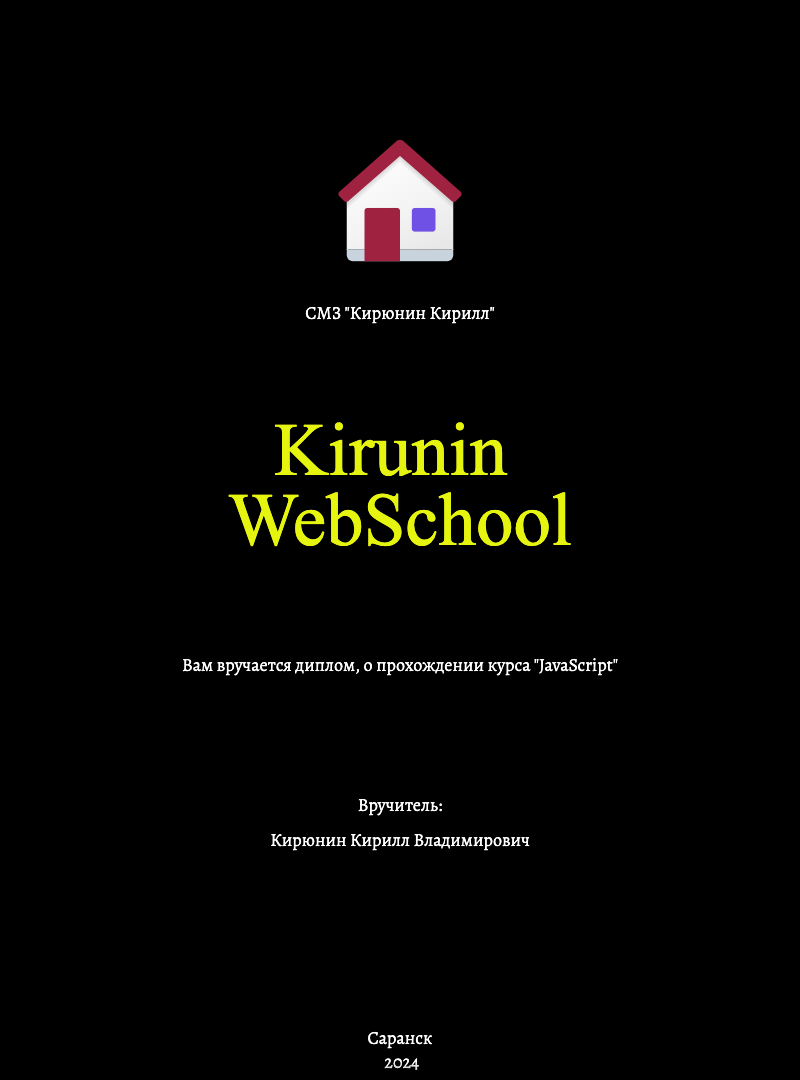 СМЗ "Кирюнин Кирилл"
Kirunin
WebSchool
Вам вручается диплом, о прохождении курса "JavaScript"
Вручитель:
Кирюнин Кирилл Владимирович
Саранск
2024